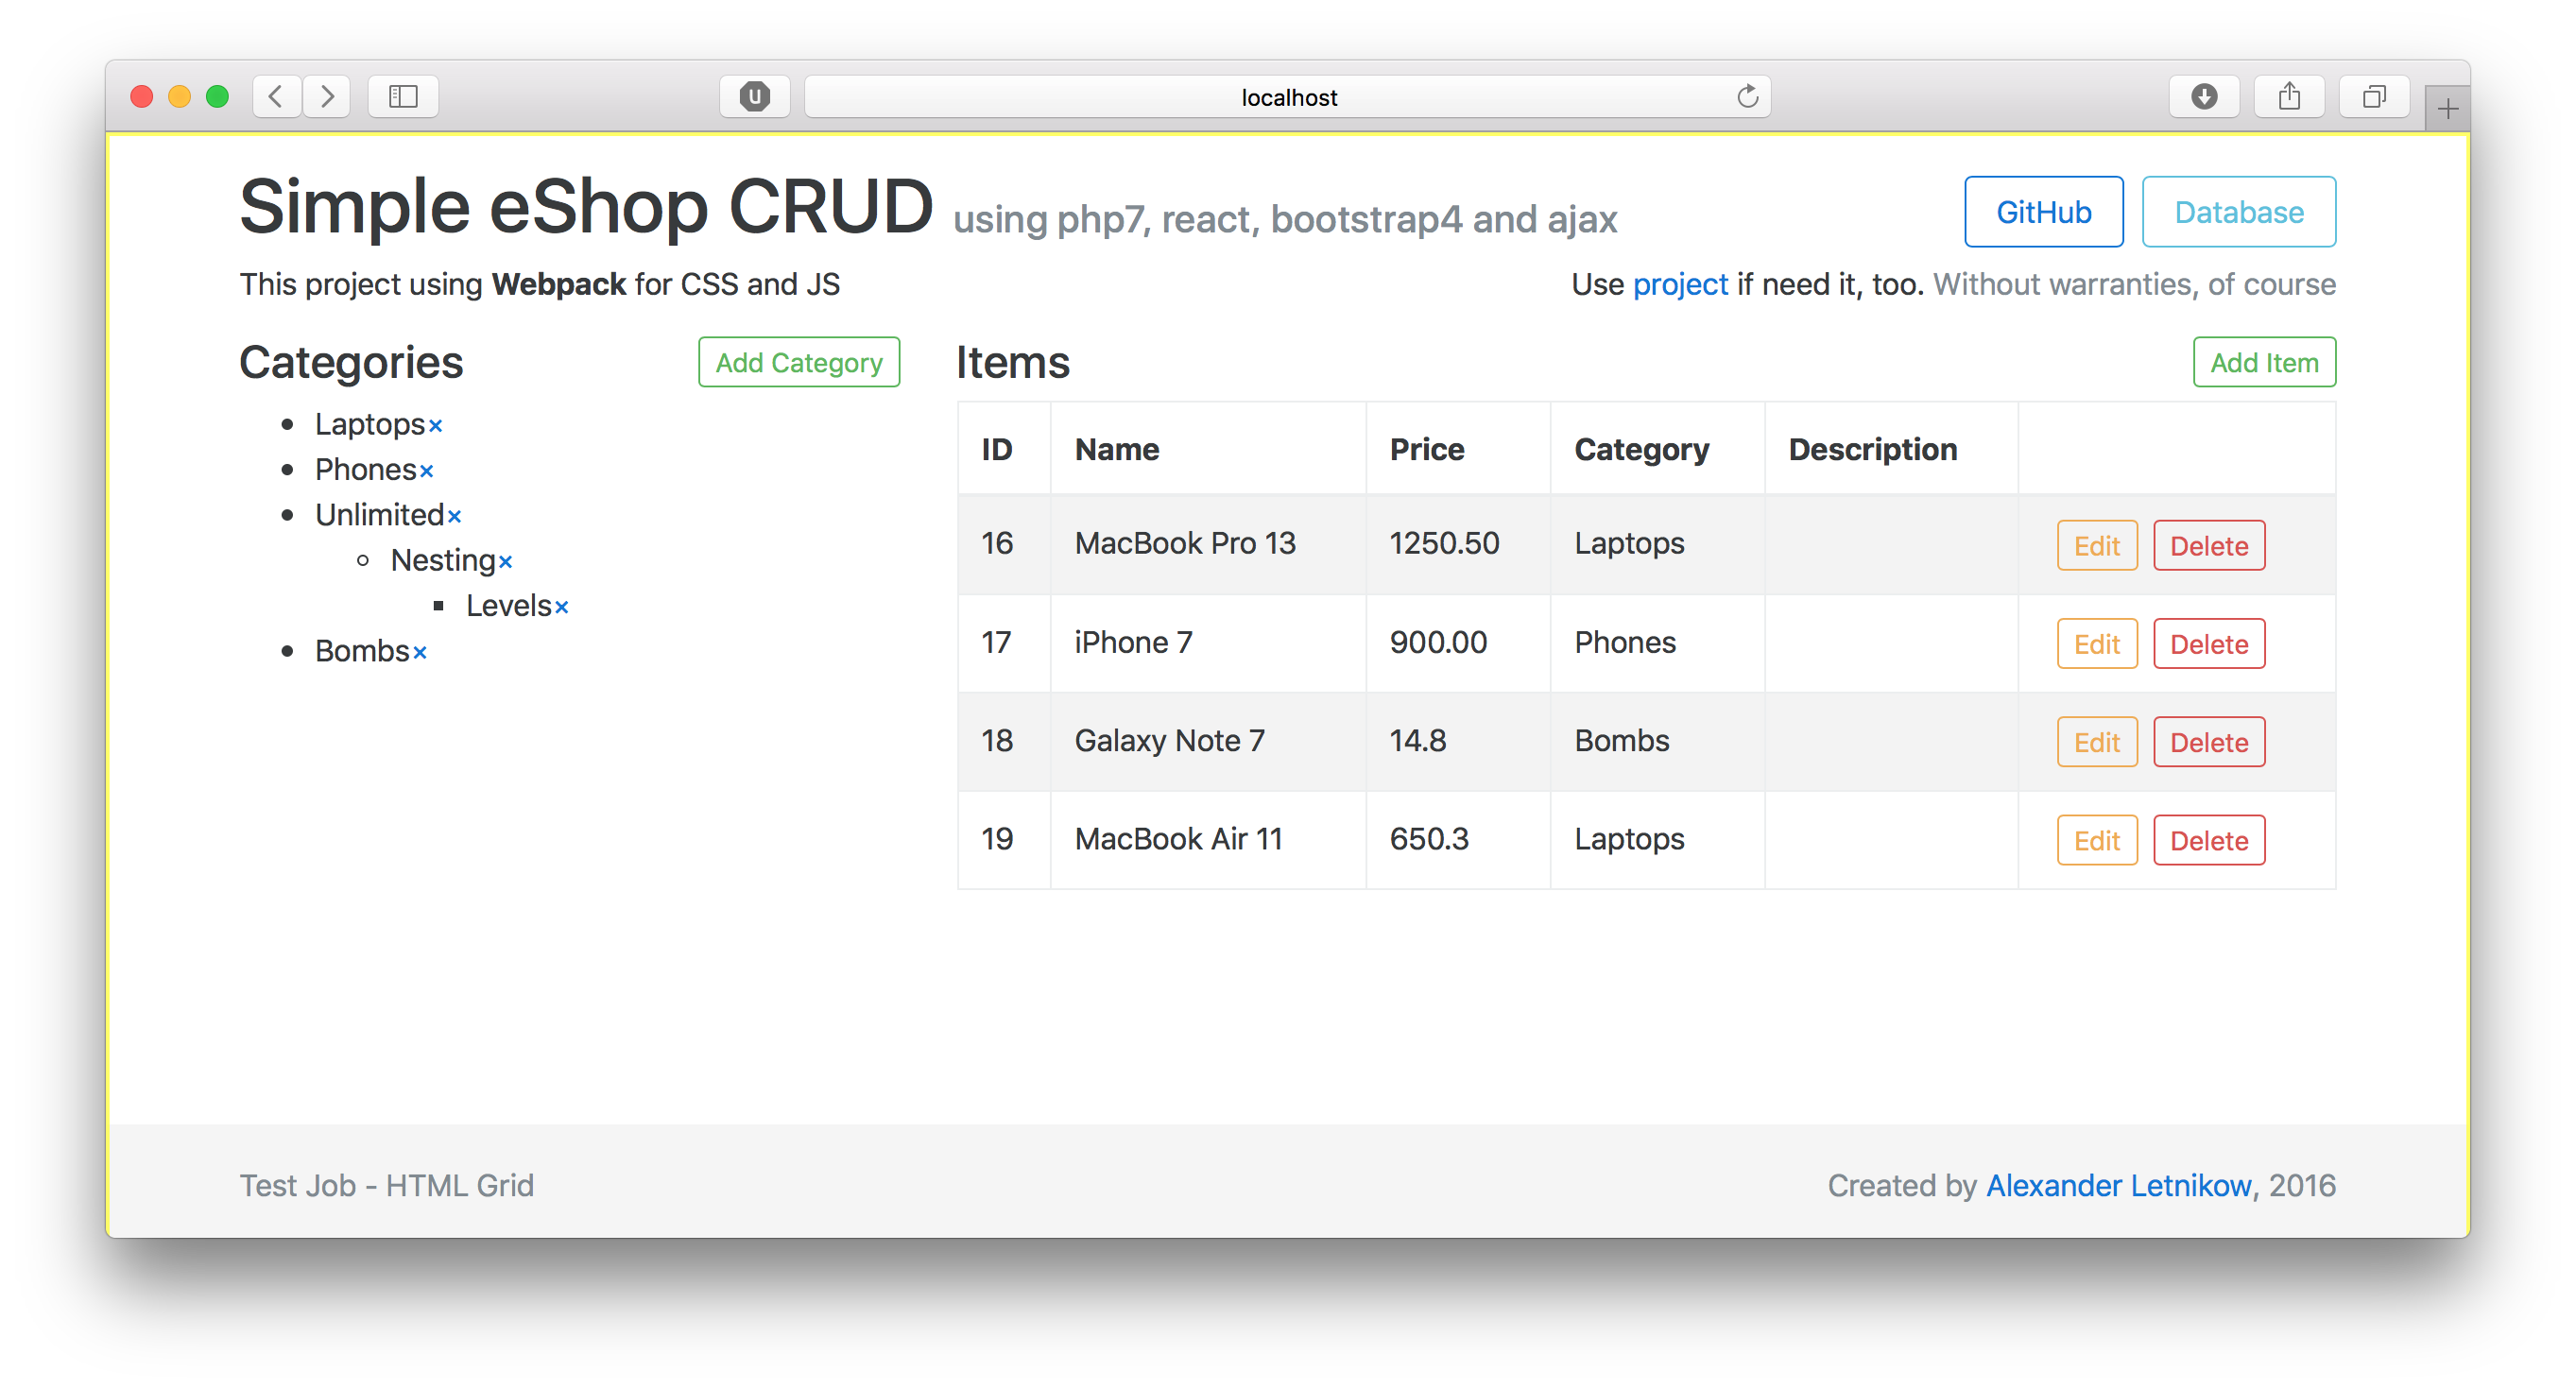 localhost
Simple eShop CRUD using php7, react, bootstrap4 and ajax
GitHub
Database
This project using Webpack for CSS and JS
Use project if need it, too. Without warranties, of course
Categories
Add Category
Laptops×
Phones×
Unlimited×
Nesting×
Levels×
Bombs×
Items
Add Item
ID Name Price Category Description
16 MacBook Pro 13 1250.50 Laptops Edit Delete
17 iPhone 7 900.00 Phones Edit Delete
18 Galaxy Note 7 14.8 Bombs Edit Delete
19 MacBook Air 11 650.3 Laptops Edit Delete
Test Job - HTML Grid
Created by Alexander Letnikow, 2016